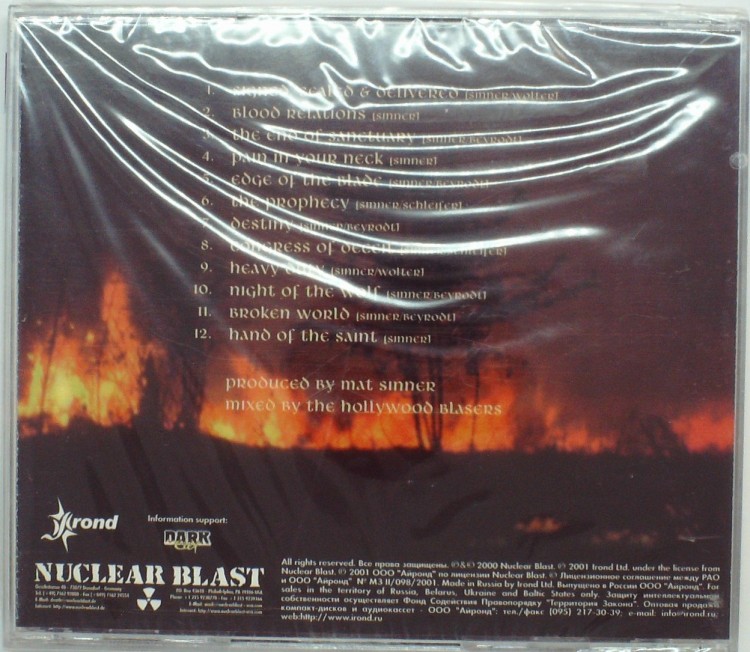 1. SIGNED, SEALED & DELIVERED [SINNER/WOLTER]
2. BLOOD RELATIONS [SINNER]
3. THE END OF SANCTUARY [SINNER/BEYRODT]
4. PAIN IN YOUR NECK [SINNER]
5. EDGE OF THE BLADE [SINNER/BEYRODT]
6. THE PROPHECY [SINNER/SCHLEIFER]
7. DESTINY [SINNER/BEYRODT]
8. CONGRESS OF DECEIT [SINNER/SCHLEIFER]
9. HEAVY DUTY [SINNER/WOLTER]
10. NIGHT OF THE WOLF [SINNER/BEYRODT]
11. BROKEN WORLD [SINNER/BEYRODT]
12. HAND OF THE SAINT [SINNER]
PRODUCED BY MAT SINNER
MIXED BY THE HOLLYWOOD BLASERS
Irond
Information support:
DARK
NUCLEAR BLAST
All rights reserved. Все права защищены. ℗&© 2000 Nuclear Blast. © 2001 Irond Ltd. under the license from
Nuclear Blast. © 2001 ООО "Айронд" по лицензии Nuclear Blast. © Лицензионное соглашение между РАО
и ООО "Айронд" № МЗ II/098/2001. Made in Russia by Irond Ltd. Выпущено в России ООО "Айронд". For
sales in the territory of Russia, Belarus, Ukraine and Baltic States only. Защиту интеллектуальной
собственности осуществляет Фонд Содействия Правопорядку "Территория Закона". Оптовая продажа
компакт-дисков и аудиокассет - ООО "Айронд": тел./факс (095) 217-30-39; e-mail: info@irond.ru,
web:http://www.irond.ru